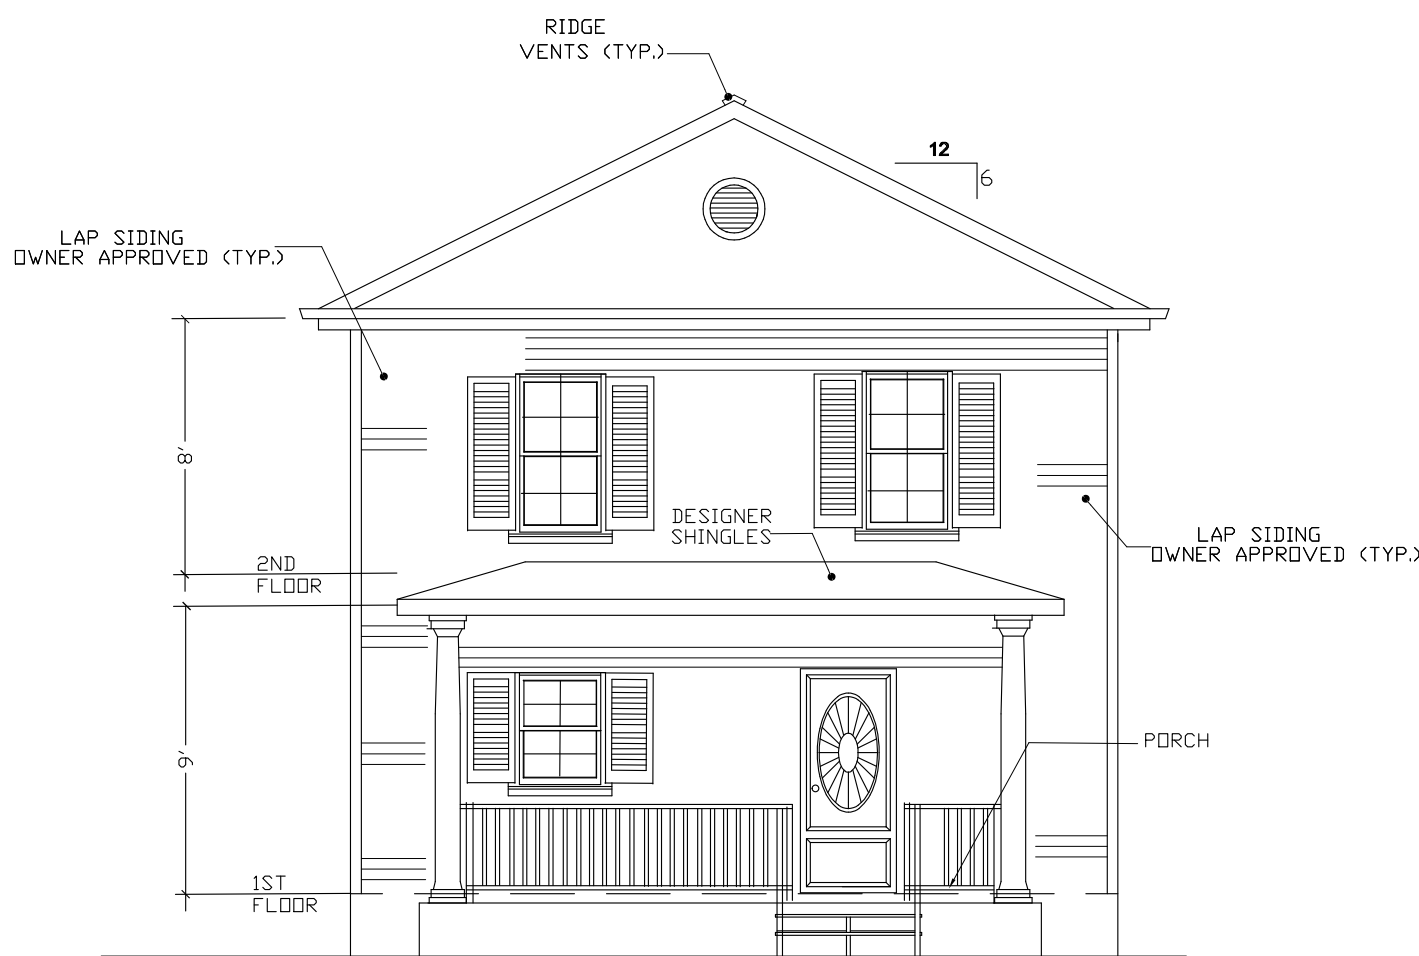 RIDGE
VENTS (TYP.)
12
6
LAP SIDING
OWNER APPROVED (TYP.)
8'
DESIGNER
SHINGLES
LAP SIDING
OWNER APPROVED (TYP.)
2ND
FLOOR
PORCH
9'
1ST
FLOOR